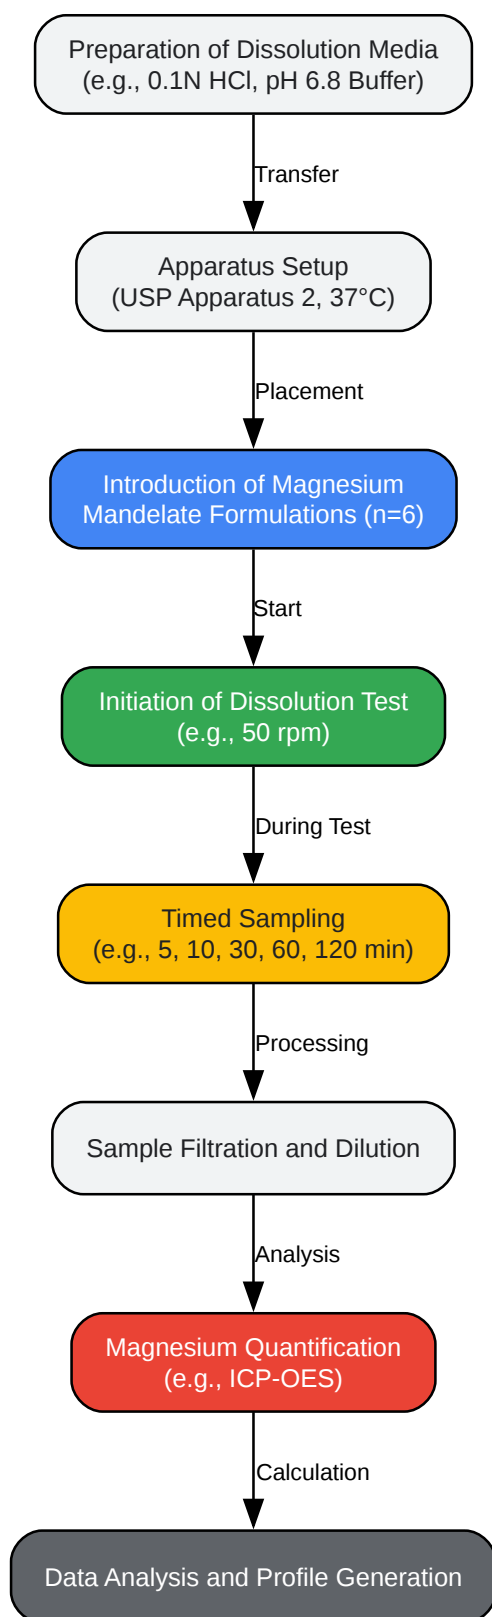 Preparation of Dissolution Media
(e.g., 0.1N HCl, pH 6.8 Buffer)
Transfer
Apparatus Setup
(USP Apparatus 2, 37°C)
Placement
Introduction of Magnesium
Mandelate Formulations (n=6)
Start
Initiation of Dissolution Test
(e.g., 50 rpm)
During Test
Timed Sampling
(e.g., 5, 10, 30, 60, 120 min)
Processing
Sample Filtration and Dilution
Analysis
Magnesium Quantification
(e.g., ICP-OES)
Calculation
Data Analysis and Profile Generation